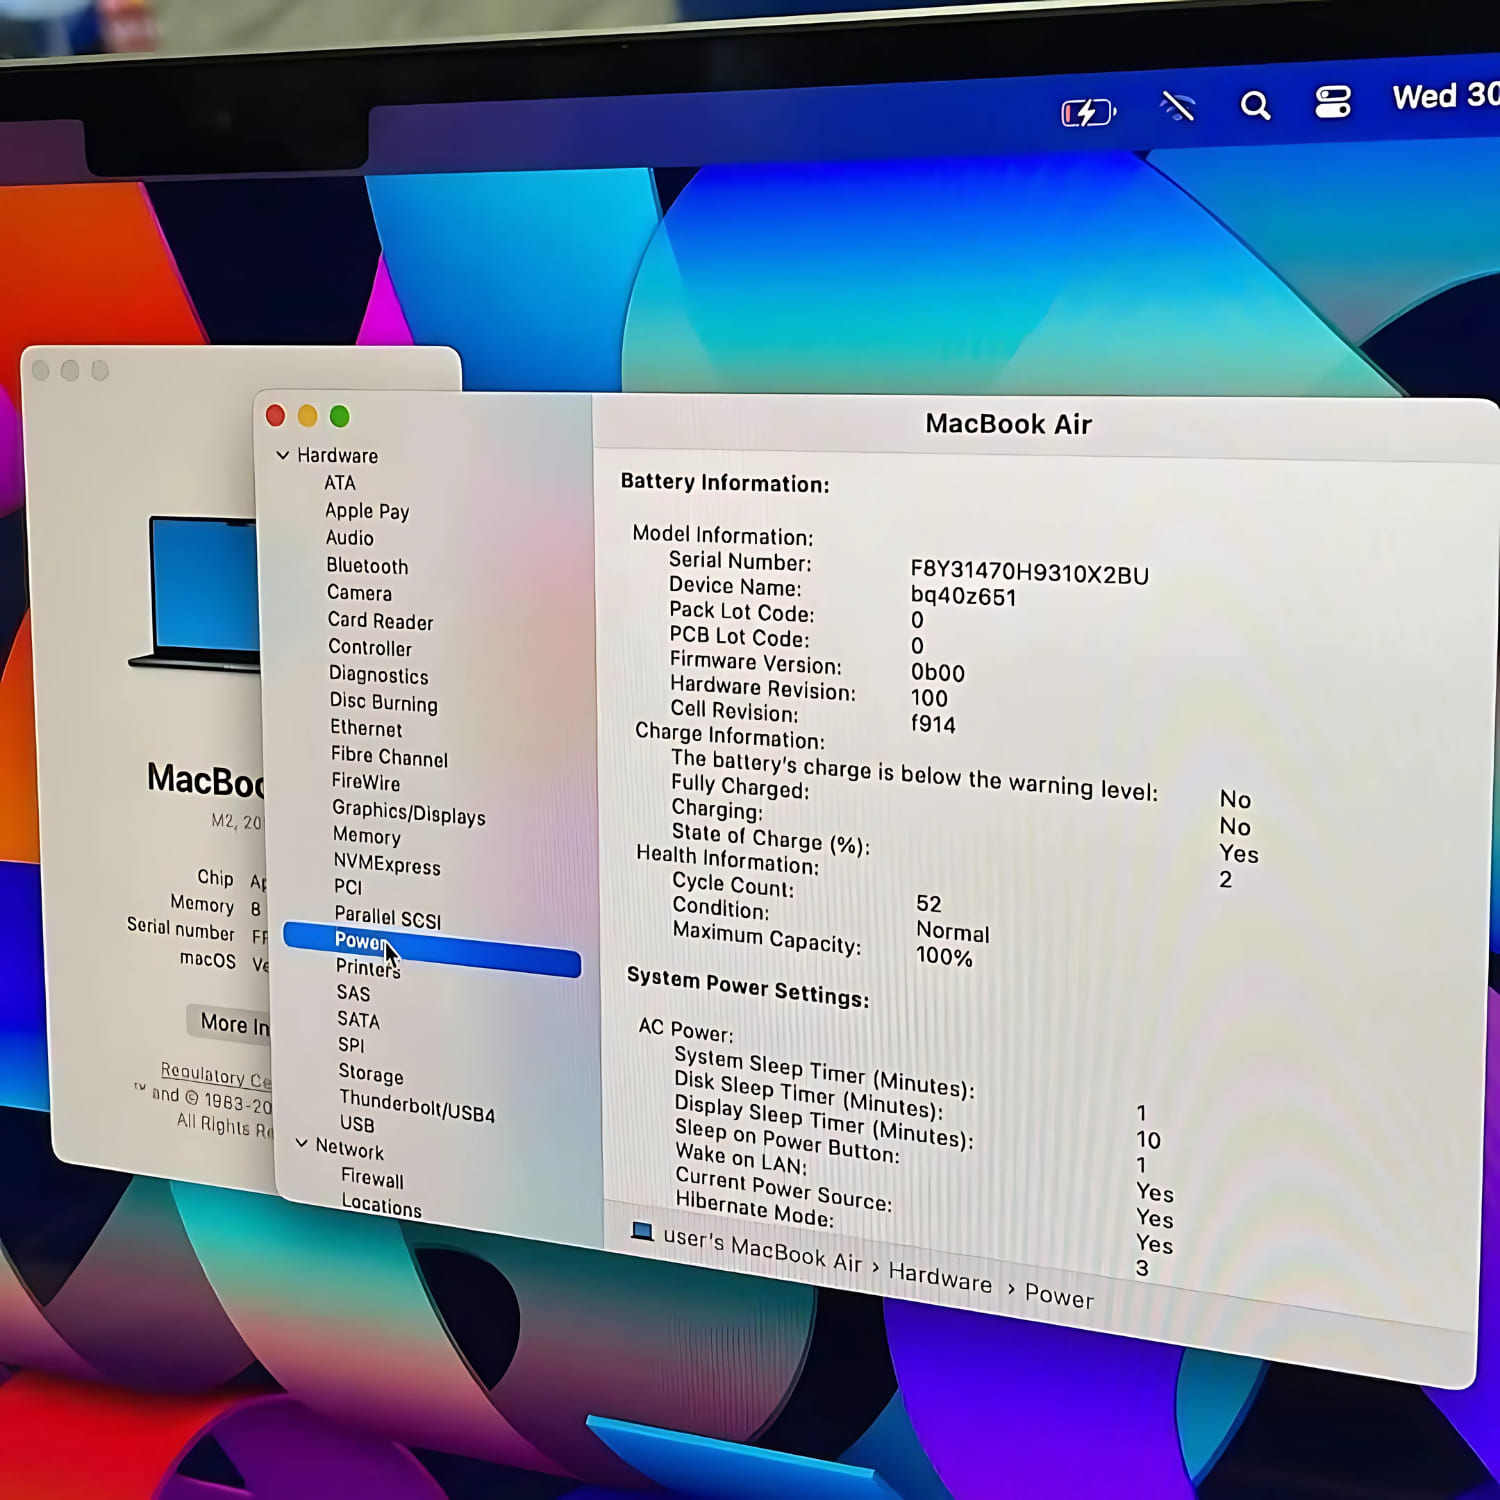 Wed 30
MacBook Air
Hardware
ATA
Apple Pay
Audio
Bluetooth
Camera
Card Reader
Controller
Diagnostics
Disc Burning
Ethernet
Fibre Channel
FireWire
Graphics/Displays
Memory
NVMExpress
PCI
Parallel SCSI
Power
Printers
SAS
SATA
SPI
Storage
Thunderbolt/USB4
USB
Network
Firewall
Locations
Battery Information:
Model Information:
Serial Number: F8Y31470H9310X2BU
Device Name: bq40z651
Pack Lot Code: 0
PCB Lot Code: 0
Firmware Version: 0b00
Hardware Revision: 100
Cell Revision: f914
Charge Information:
The battery's charge is below the warning level: No
Fully Charged: No
Charging: Yes
State of Charge (%): 2
Health Information:
Cycle Count: 52
Condition: Normal
Maximum Capacity: 100%
System Power Settings:
AC Power:
System Sleep Timer (Minutes): 1
Disk Sleep Timer (Minutes): 10
Display Sleep Timer (Minutes): 1
Sleep on Power Button: Yes
Wake on LAN: Yes
Current Power Source: Yes
Hibernate Mode: 3
user's MacBook Air › Hardware › Power
MacBo
M2, 20
Chip
Memory
Serial number
macOS
More In
Regulatory Ce
™ and © 1983-20
All Rights Re